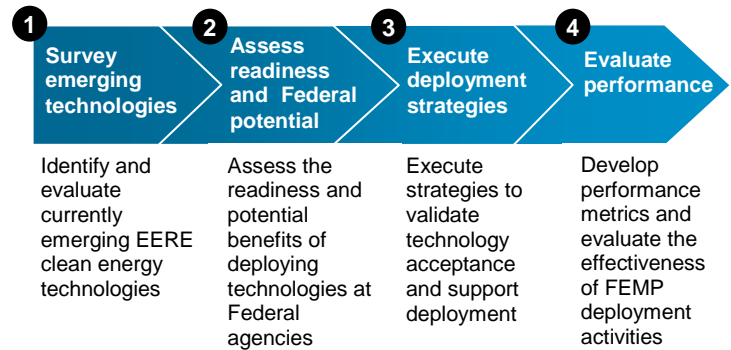 1
Survey
emerging
technologies
2
Assess
readiness
and Federal
potential
3
Execute
deployment
strategies
4
Evaluate
performance
Identify and
evaluate
currently
emerging EERE
clean energy
technologies
Assess the
readiness and
potential
benefits of
deploying
technologies at
Federal
agencies
Execute
strategies to
validate
technology
acceptance
and support
deployment
Develop
performance
metrics and
evaluate the
effectiveness
of FEMP
deployment
activities